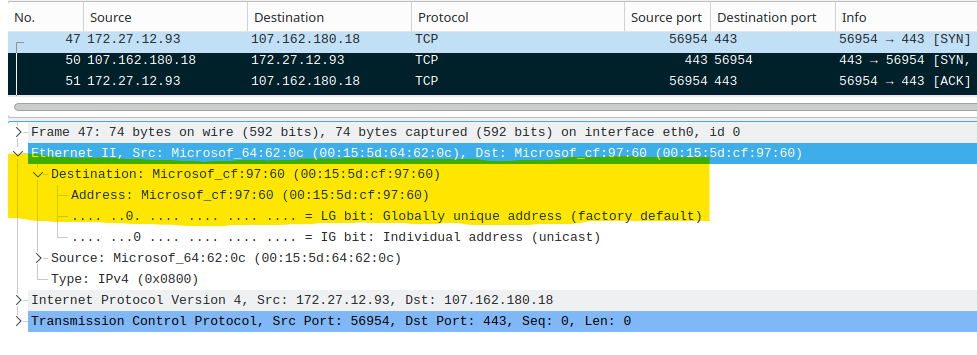 No. Source Destination Protocol Source port Destination port Info
47 172.27.12.93 107.162.180.18 TCP 56954 443 56954 → 443 [SYN]
50 107.162.180.18 172.27.12.93 TCP 443 56954 443 → 56954 [SYN,
51 172.27.12.93 107.162.180.18 TCP 56954 443 56954 → 443 [ACK]
Frame 47: 74 bytes on wire (592 bits), 74 bytes captured (592 bits) on interface eth0, id 0
Ethernet II, Src: Microsof_64:62:0c (00:15:5d:64:62:0c), Dst: Microsof_cf:97:60 (00:15:5d:cf:97:60)
Destination: Microsof_cf:97:60 (00:15:5d:cf:97:60)
Address: Microsof_cf:97:60 (00:15:5d:cf:97:60)
.... ..0. .... .... .... .... = LG bit: Globally unique address (factory default)
.... ...0 .... .... .... .... = IG bit: Individual address (unicast)
Source: Microsof_64:62:0c (00:15:5d:64:62:0c)
Type: IPv4 (0x0800)
Internet Protocol Version 4, Src: 172.27.12.93, Dst: 107.162.180.18
Transmission Control Protocol, Src Port: 56954, Dst Port: 443, Seq: 0, Len: 0